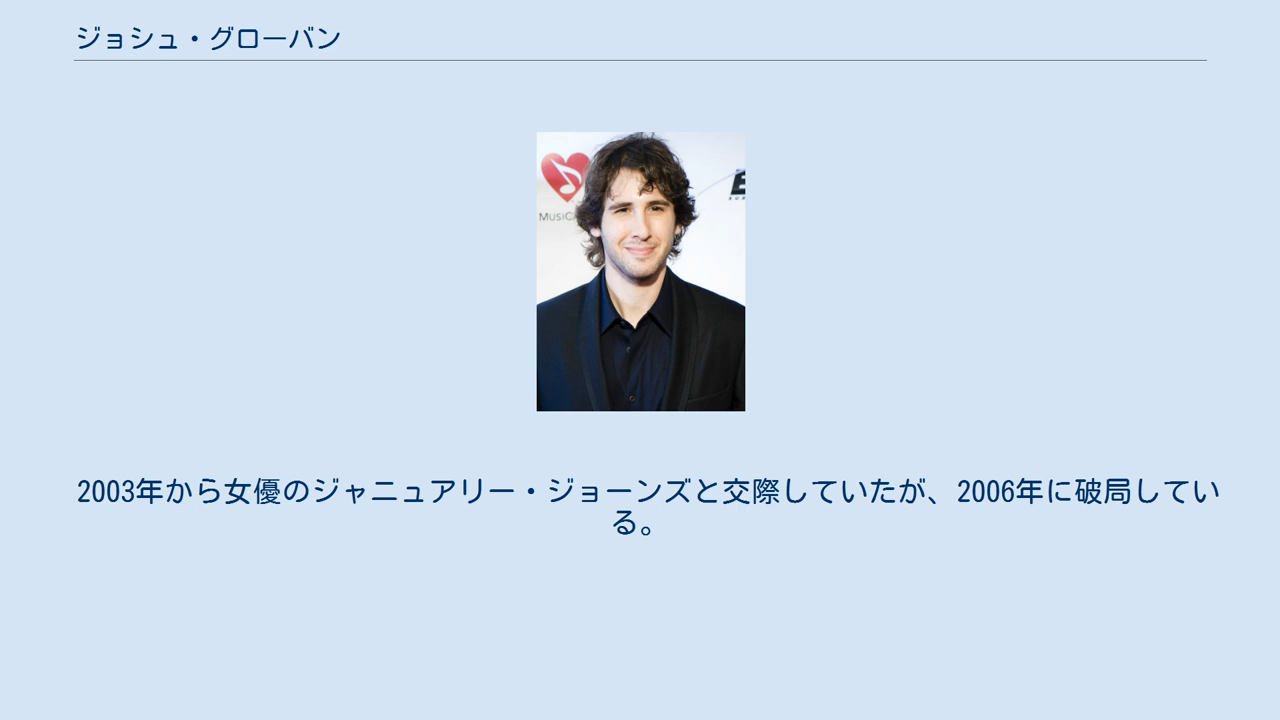 ジョシュ・グローバン
MUSIC
2003年から女優のジャニュアリー・ジョーンズと交際していたが、2006年に破局してい
る。